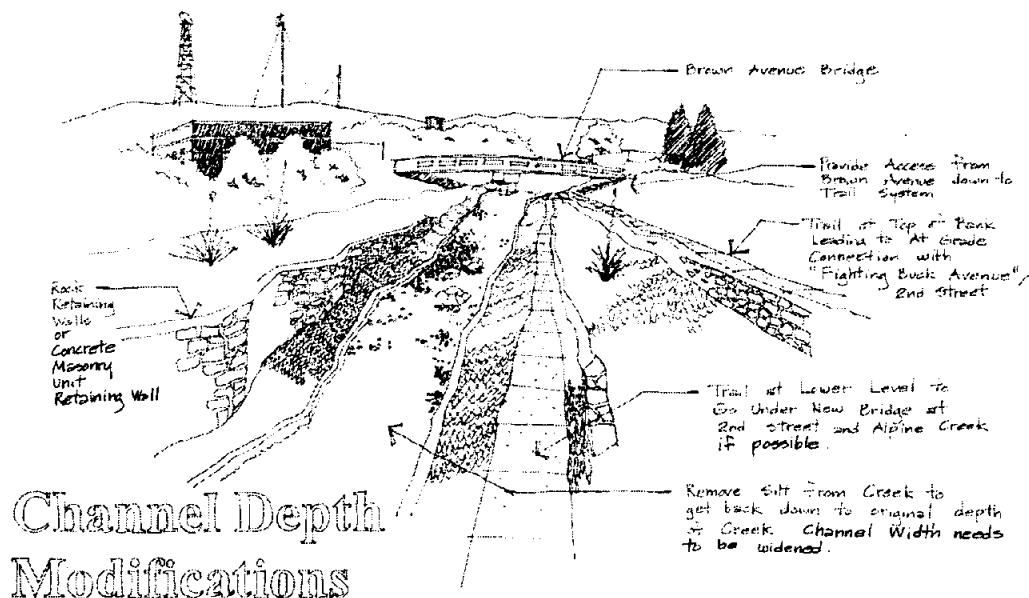 Brown Avenue Bridge
Provide Access from
Brown Avenue down to
Trail System
Trail at Top of Bank
Leading to At Grade
Connection with
"Fighting Buck Avenue"/
2nd Street
Rock
Retaining
Walls
or
Concrete
Masonry
Unit
Retaining Wall
Trail at Lower Level to
Go Under New Bridge at
2nd Street and Alpine Creek
if possible.
Remove Silt from Creek to
get back down to original depth
of Creek. Channel Width needs
to be widened.
Channel Depth
Modifications